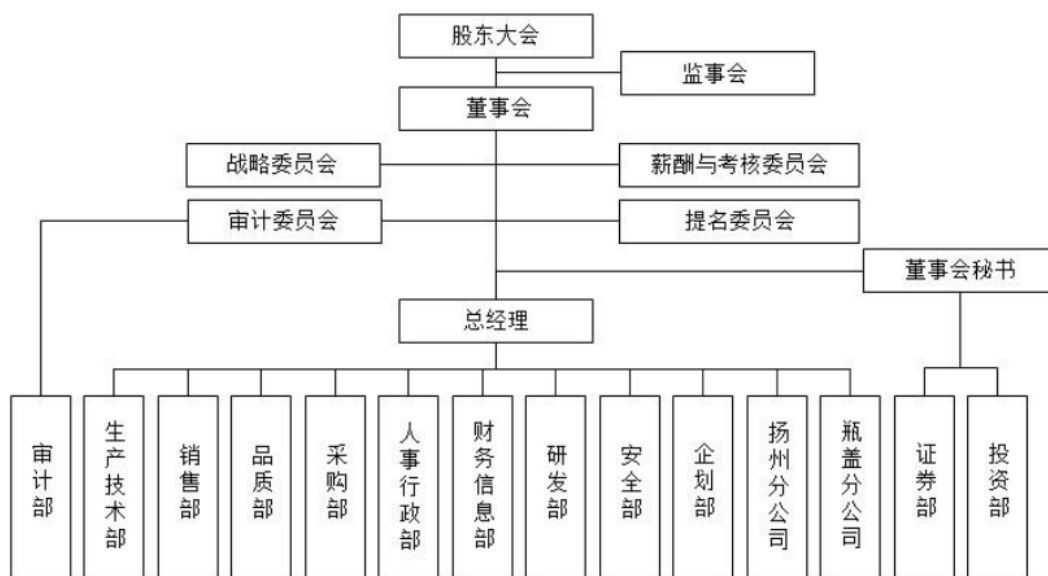 股东大会
监事会
董事会
战略委员会
薪酬与考核委员会
审计委员会
提名委员会
董事会秘书
总经理
审计部
生产技术部
销售部
品质部
采购部
人事行政部
财务信息部
研发部
安全部
企划部
扬州分公司
瓶盖分公司
证券部
投资部